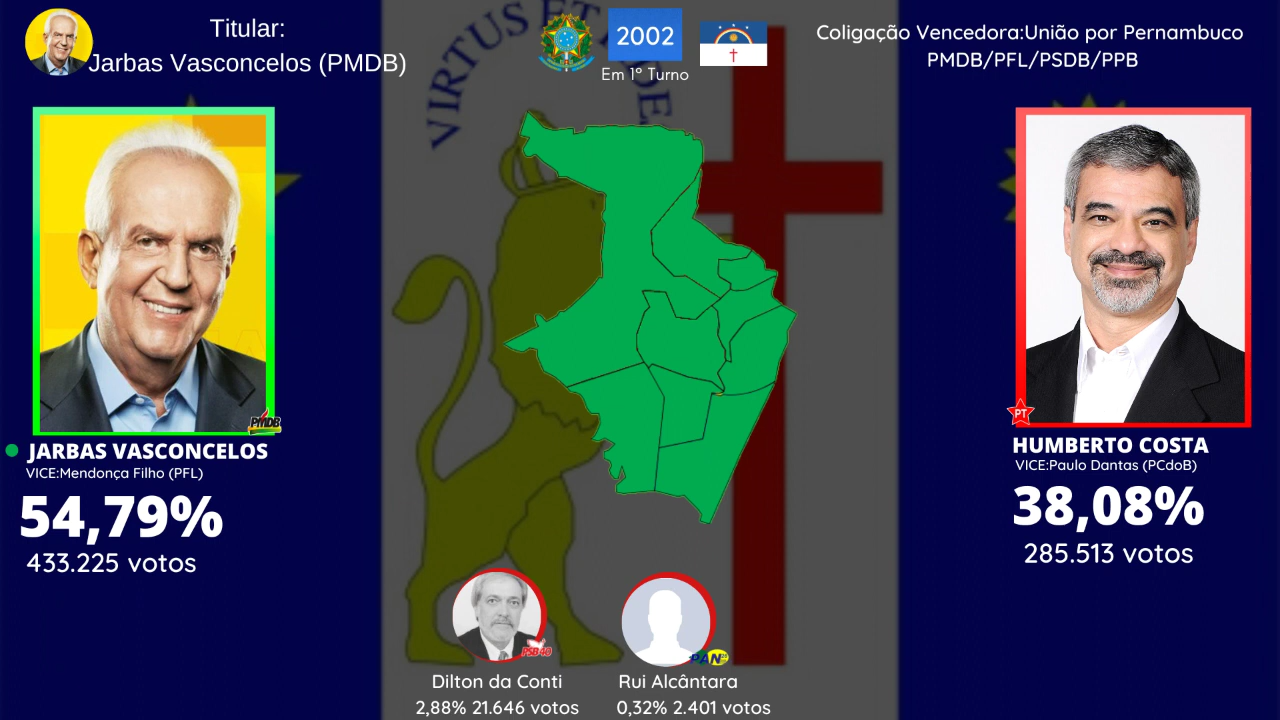 Titular:
Jarbas Vasconcelos (PMDB)
2002
Em 1º Turno
Coligação Vencedora:União por Pernambuco
PMDB/PFL/PSDB/PPB
VIRTUS ET FIDES
PMDB
JARBAS VASCONCELOS
VICE:Mendonça Filho (PFL)
54,79%
433.225 votos
PT
HUMBERTO COSTA
VICE:Paulo Dantas (PCdoB)
38,08%
285.513 votos
PSB40
Dilton da Conti
2,88% 21.646 votos
PAN
Rui Alcântara
0,32% 2.401 votos